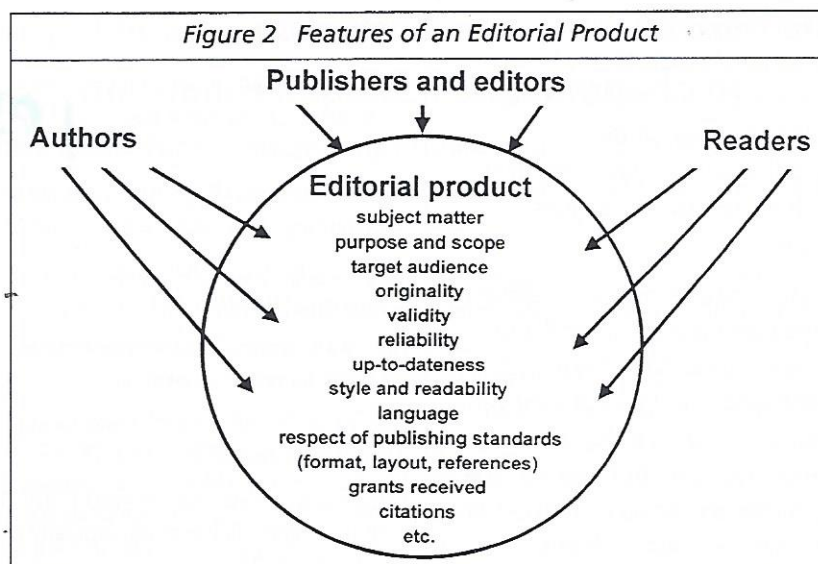 Figure 2 Features of an Editorial Product
Publishers and editors
Authors
Readers
Editorial product
subject matter
purpose and scope
target audience
originality
validity
reliability
up-to-dateness
style and readability
language
respect of publishing standards
(format, layout, references)
grants received
citations
etc.